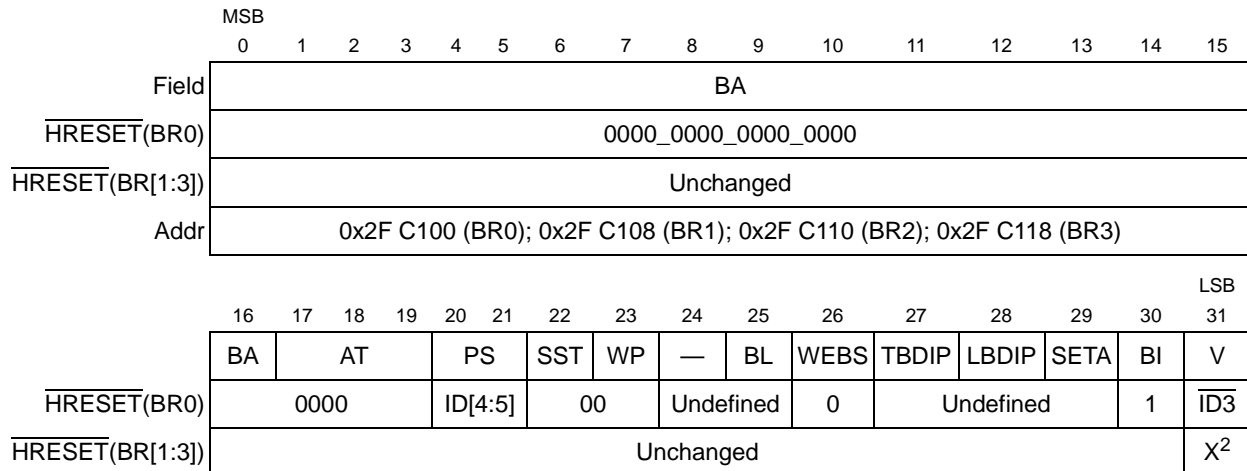 MSB
0 1 2 3 4 5 6 7 8 9 10 11 12 13 14 15
Field BA
HRESET(BR0) 0000_0000_0000_0000
HRESET(BR[1:3]) Unchanged
Addr 0x2F C100 (BR0); 0x2F C108 (BR1); 0x2F C110 (BR2); 0x2F C118 (BR3)
LSB
16 17 18 19 20 21 22 23 24 25 26 27 28 29 30 31
BA AT PS SST WP — BL WEBS TBDIP LBDIP SETA BI V
HRESET(BR0) 0000 ID[4:5] 00 Undefined 0 Undefined 1 ID3
HRESET(BR[1:3]) Unchanged X2